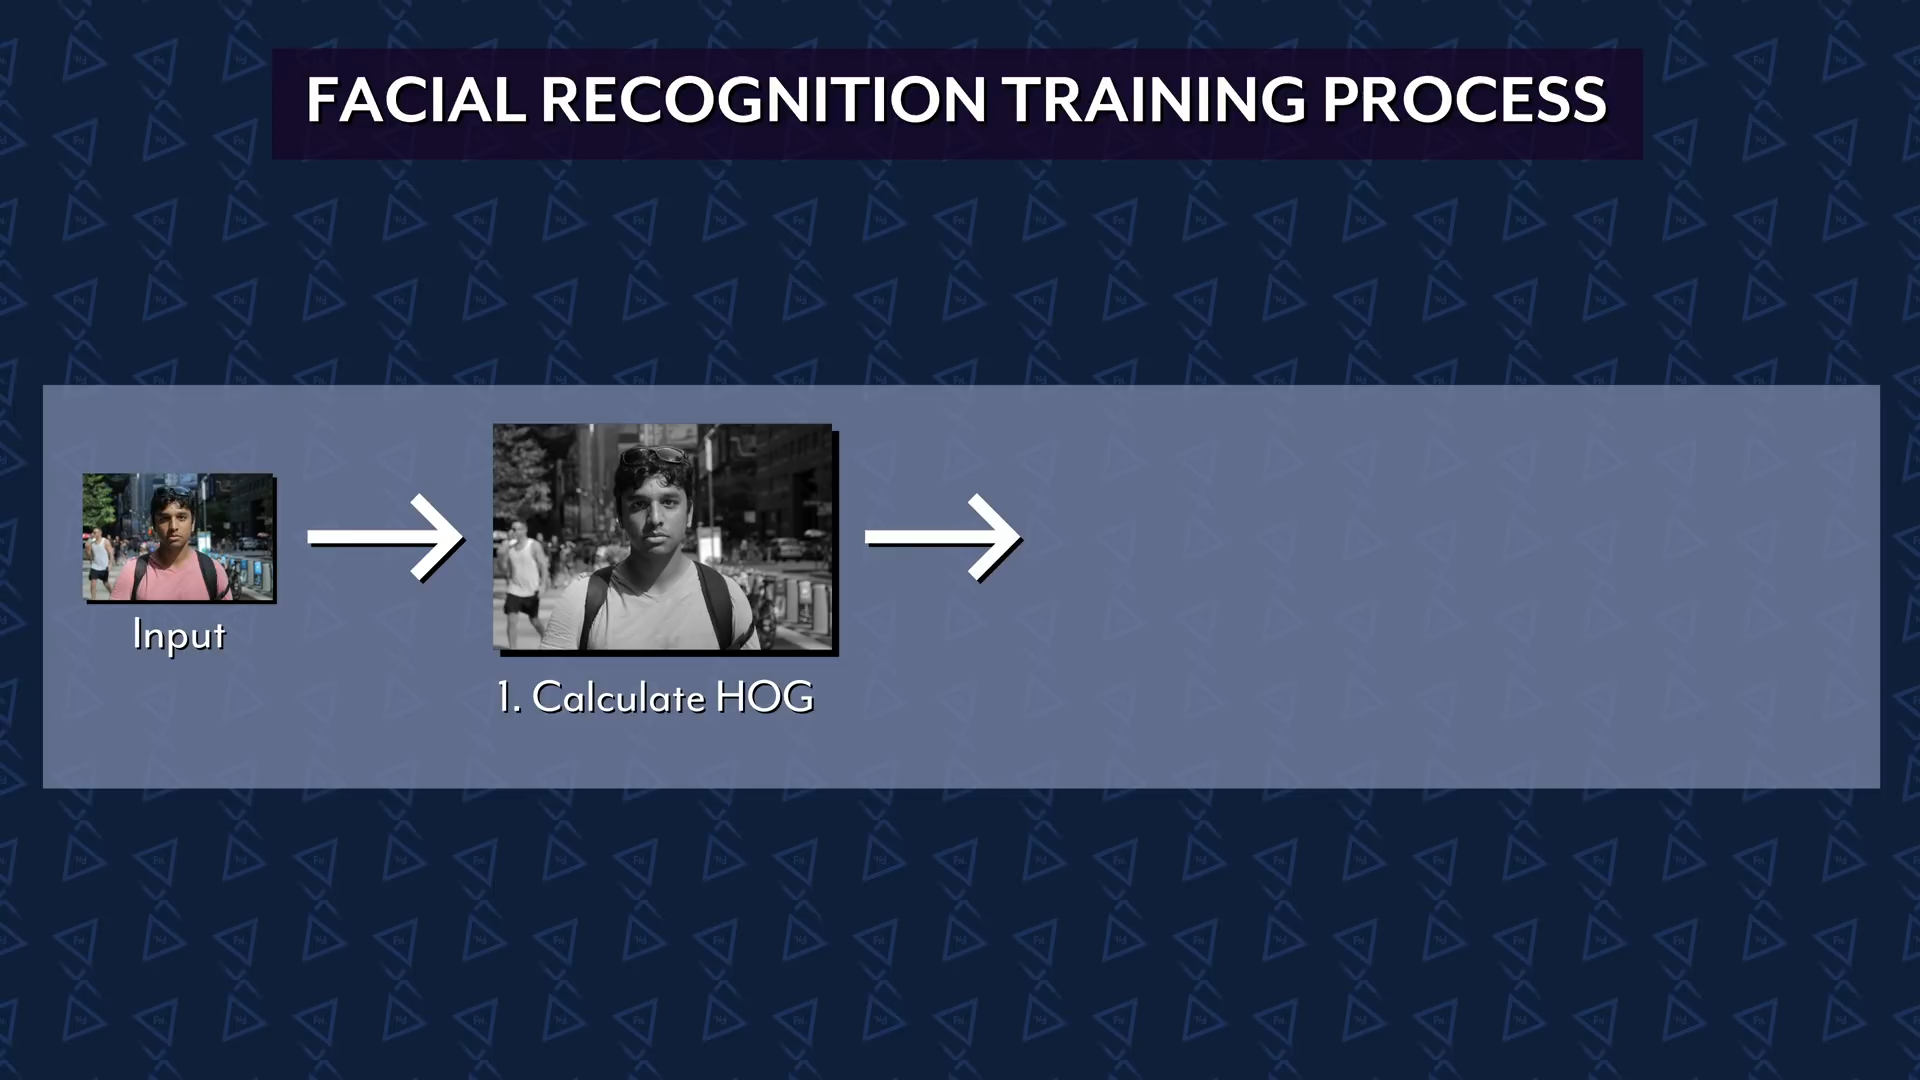 FACIAL RECOGNITION TRAINING PROCESS
Input
1. Calculate HOG